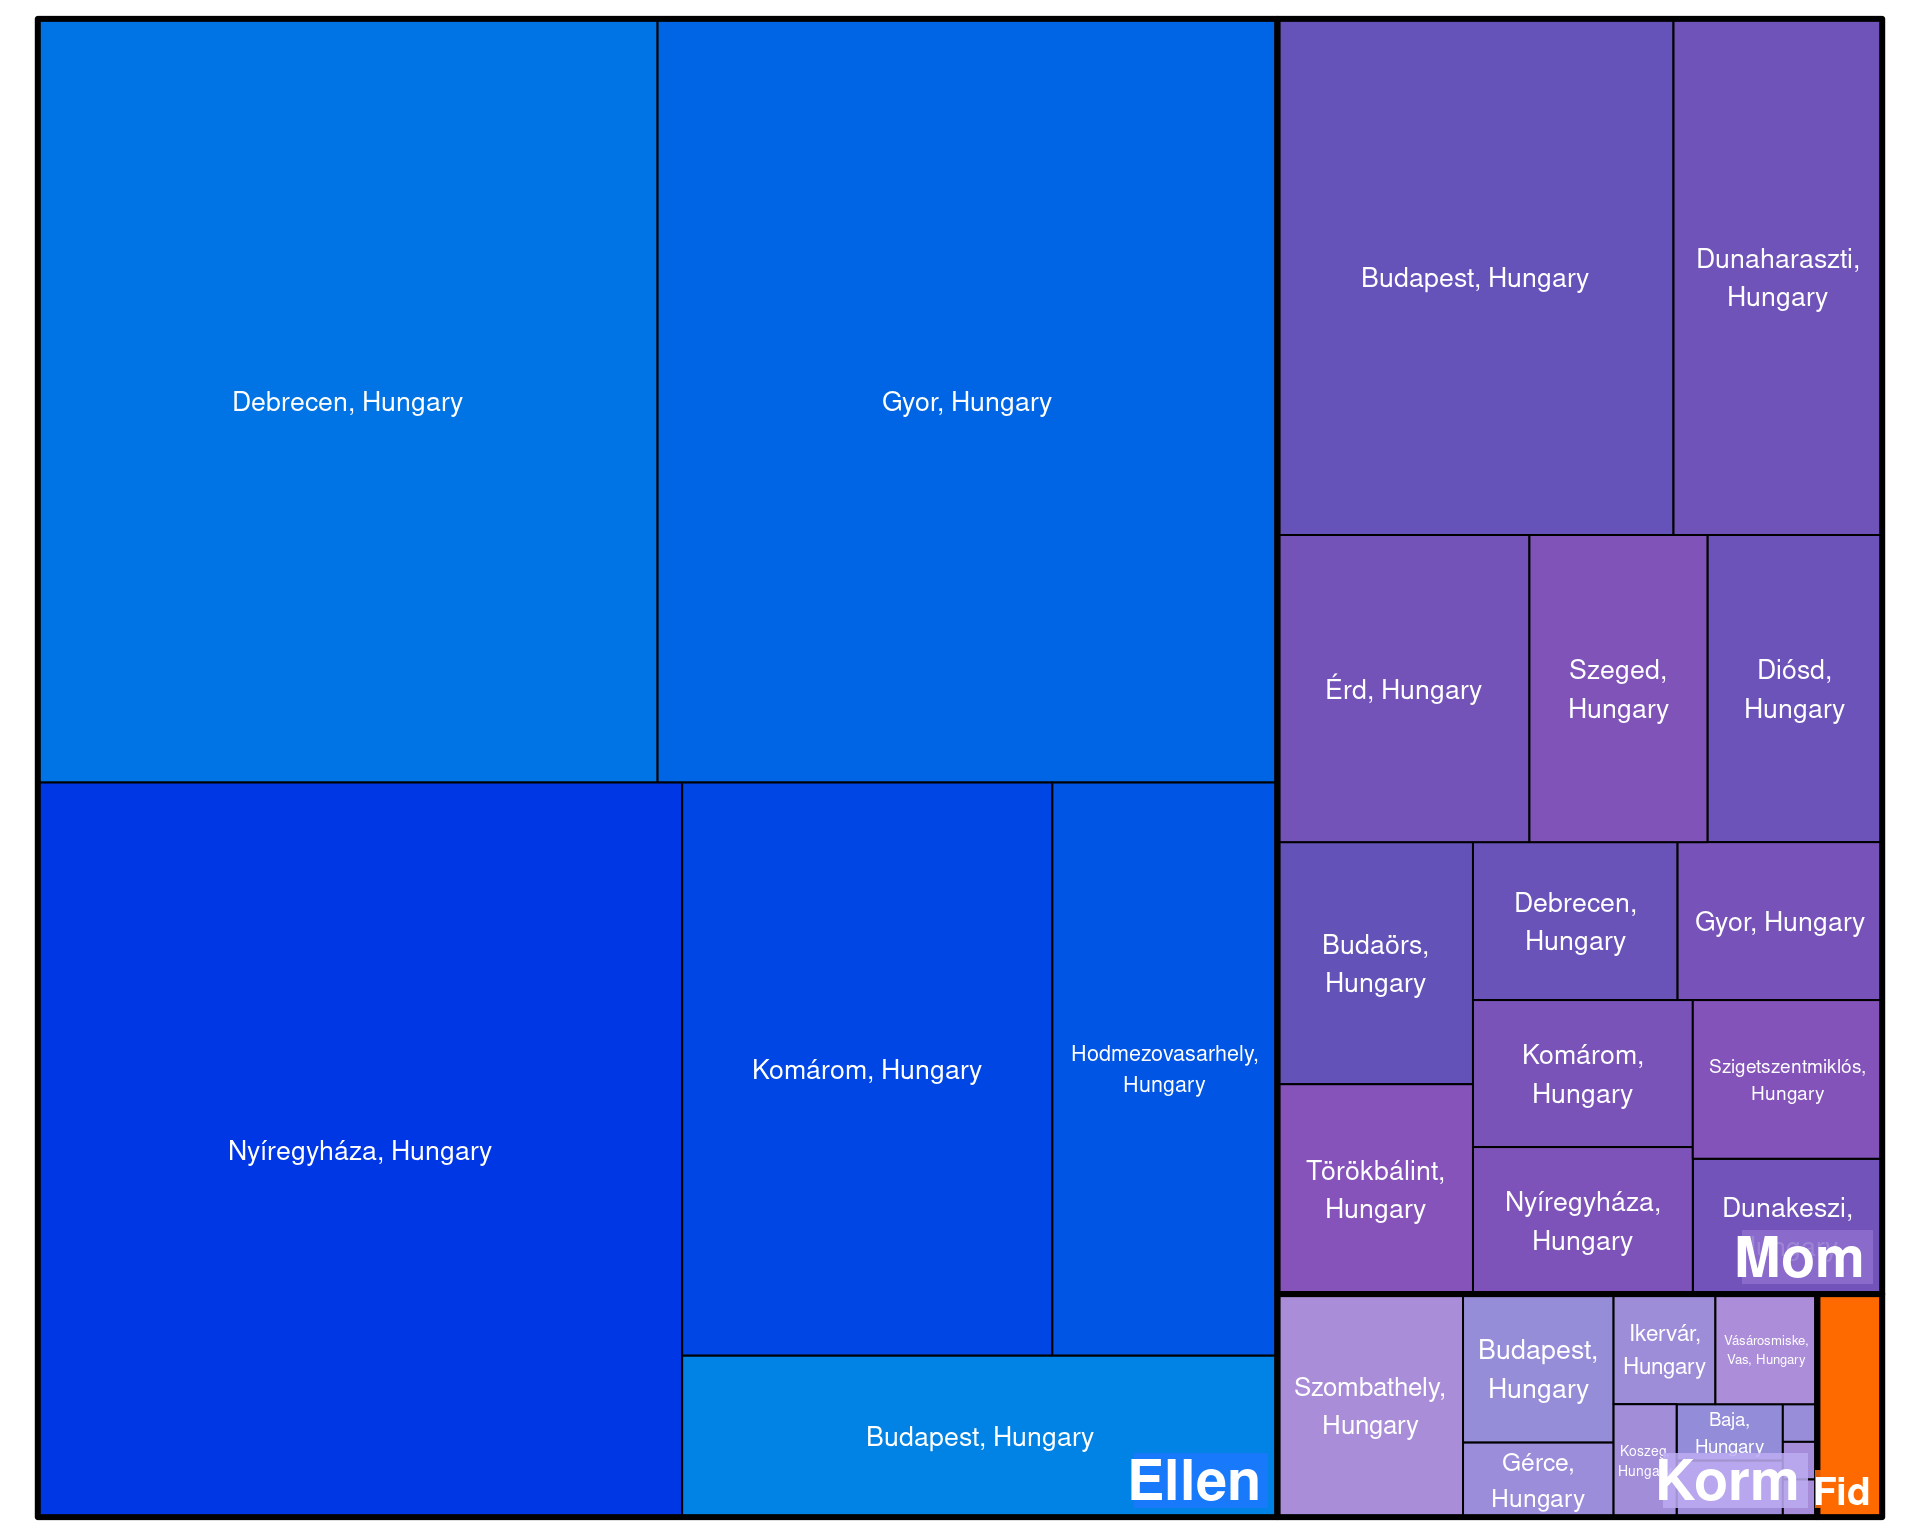 Debrecen, Hungary
Gyor, Hungary
Nyíregyháza, Hungary
Komárom, Hungary
Hodmezovasarhely,
Hungary
Budapest, Hungary
Ellen
Budapest, Hungary
Dunaharaszti,
Hungary
Érd, Hungary
Szeged,
Hungary
Diósd,
Hungary
Budaörs,
Hungary
Debrecen,
Hungary
Gyor, Hungary
Törökbálint,
Hungary
Komárom,
Hungary
Szigetszentmiklós,
Hungary
Nyíregyháza,
Hungary
Dunakeszi,
Mom
Szombathely,
Hungary
Budapest,
Hungary
Gérce,
Hungary
Ikervár,
Hungary
Vásárosmiske,
Vas, Hungary
Koszeg
Baja,
Hungary
Korm
Fid